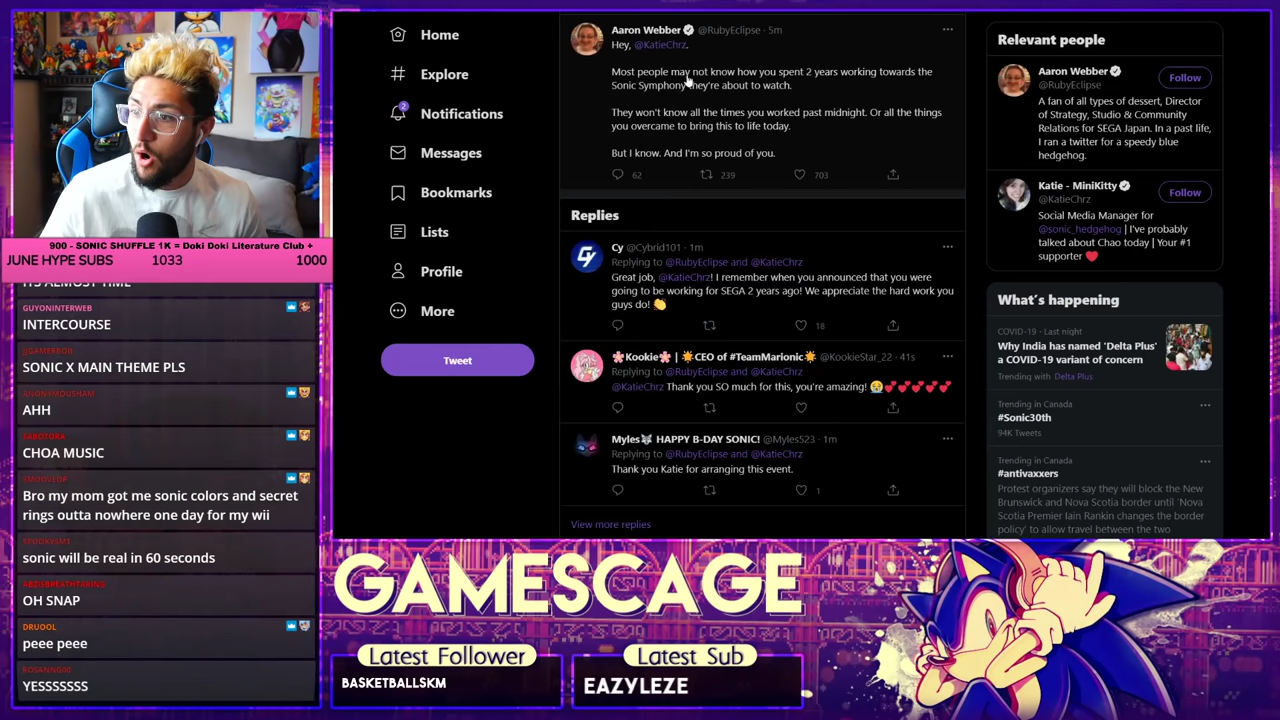 900 - SONIC SHUFFLE 1K = Doki Doki Literature Club +
JUNE HYPE SUBS 1033 1000
ITS ALMOST TIME
GUYONINTERWEB
INTERCOURSE
JJGAMERBOB
SONIC X MAIN THEME PLS
ANONYMOUSHAM
AHH
SABOTORA
CHOA MUSIC
SMOOVEDP
Bro my mom got me sonic colors and secret
rings outta nowhere one day for my wii
SPOOKYSM1
sonic will be real in 60 seconds
ABDISBREATHTAKING
OH SNAP
DRUOOL
peee peee
ROSANNG00
YESSSSSSS
Home
Explore
2
Notifications
Messages
Bookmarks
Lists
Profile
More
Tweet
Aaron Webber @RubyEclipse · 5m
Hey, @KatieChrz.
Most people may not know how you spent 2 years working towards the
Sonic Symphony they're about to watch.
They won't know all the times you worked past midnight. Or all the things
you overcame to bring this to life today.
But I know. And I'm so proud of you.
62 239 703
Replies
GY
Cy @Cybrid101 · 1m
Replying to @RubyEclipse and @KatieChrz
Great job, @KatieChrz! I remember when you announced that you were
going to be working for SEGA 2 years ago! We appreciate the hard work you
guys do! 👏
18
🌸Kookie🌸 | ☀CEO of #TeamMarionic☀ @KookieStar_22 · 41s
Replying to @RubyEclipse and @KatieChrz
@KatieChrz Thank you SO much for this, you're amazing! 😭💕💕💕💕💕
Myles🐺 HAPPY B-DAY SONIC! @Myles523 · 1m
Replying to @RubyEclipse and @KatieChrz
Thank you Katie for arranging this event.
1
View more replies
Relevant people
Aaron Webber
@RubyEclipse
Follow
A fan of all types of dessert, Director
of Strategy, Studio & Community
Relations for SEGA Japan. In a past life,
I ran a twitter for a speedy blue
hedgehog.
Katie - MiniKitty
@KatieChrz
Follow
Social Media Manager for
@sonic_hedgehog | I've probably
talked about Chao today | Your #1
supporter ❤
What's happening
COVID-19 · Last night
Why India has named 'Delta Plus'
a COVID-19 variant of concern
Trending with Delta Plus
Trending in Canada
#Sonic30th
94K Tweets
Trending in Canada
#antivaxxers
Protest organizers say they will block the New
Brunswick and Nova Scotia border until 'Nova
Scotia Premier Iain Rankin changes the border
policy' to allow travel between the two
GAMESCAGE
Latest Follower
BASKETBALLSKM
Latest Sub
EAZYLEZE